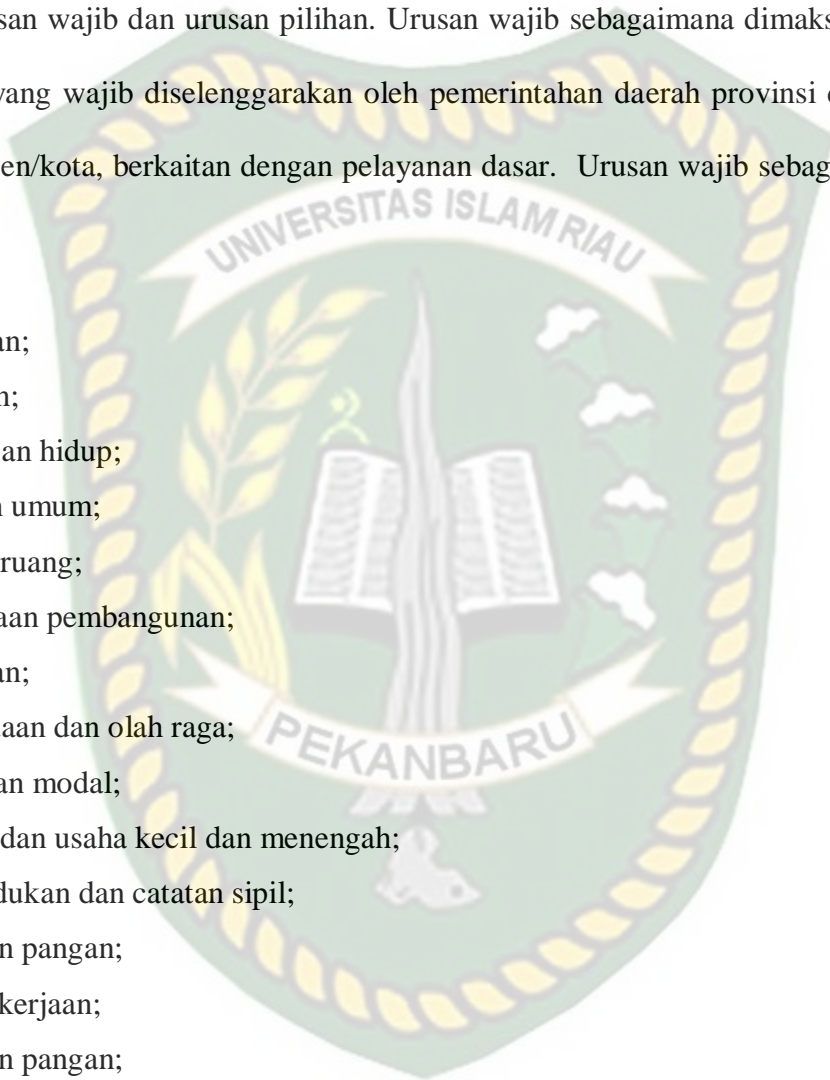 san wajib dan urusan pilihan. Urusan wajib sebagaimana dimaks
yang wajib diselenggarakan oleh pemerintahan daerah provinsi
en/kota, berkaitan dengan pelayanan dasar. Urusan wajib sebag
UNIVERSITAS ISLAM RIAU
an;
n;
an hidup;
umum;
ruang;
aan pembangunan;
an;
aan dan olah raga;
PEKANBARU
an modal;
dan usaha kecil dan menengah;
dukan dan catatan sipil;
n pangan;
kerjaan;
n pangan;